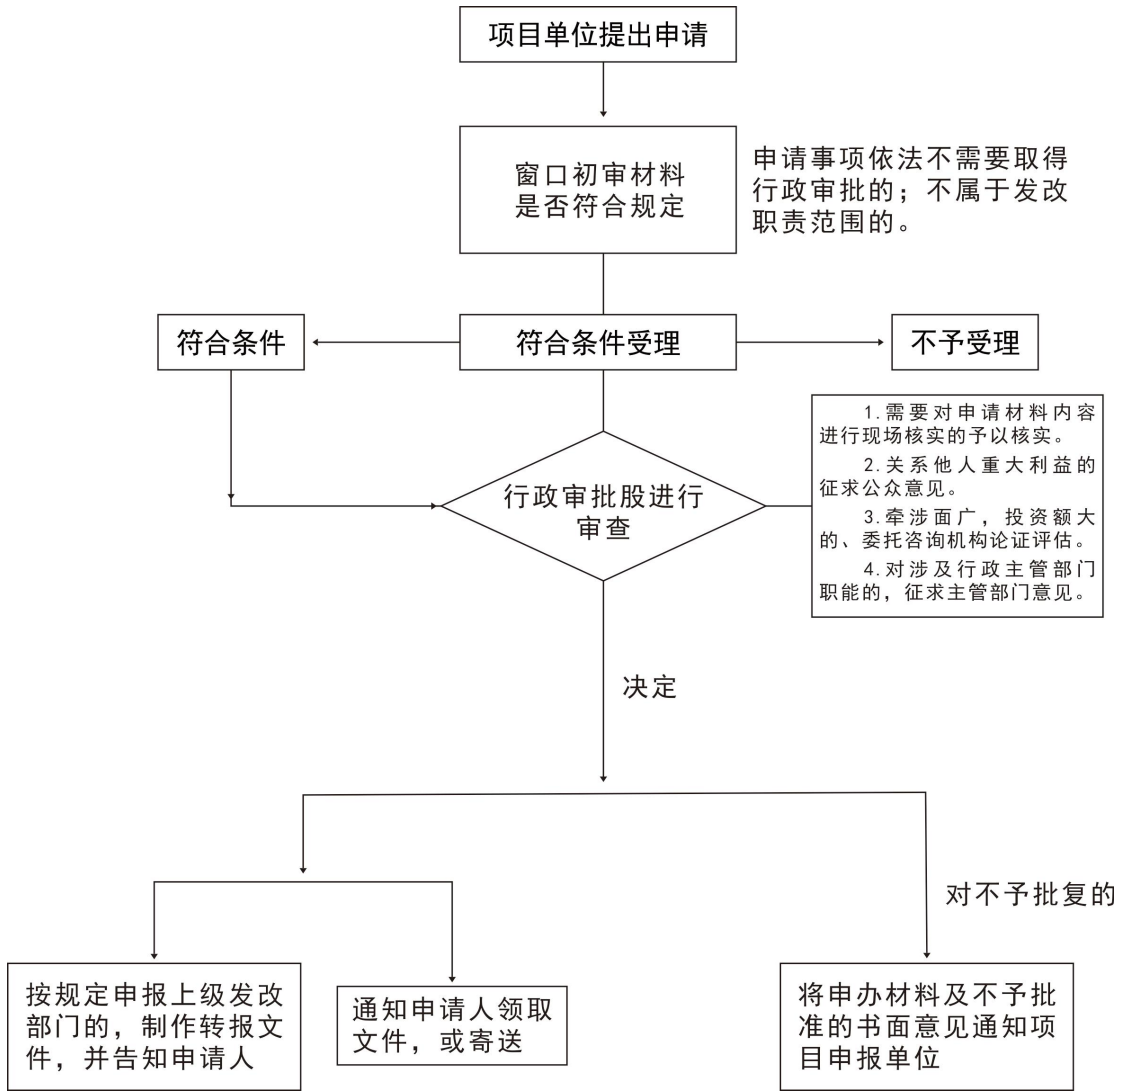 项目单位提出申请
窗口初审材料
是否符合规定
申请事项依法不需要取得
行政审批的；不属于发改
职责范围的。
符合条件
符合条件受理
不予受理
1.需要对申请材料内容
进行现场核实的予以核实。
2.关系他人重大利益的
征求公众意见。
3.牵涉面广，投资额大
的、委托咨询机构论证评估。
4.对涉及行政主管部门
职能的，征求主管部门意见。
行政审批股进行
审查
决定
对不予批复的
按规定申报上级发改
部门的，制作转报文
件，并告知申请人
通知申请人领取
文件，或寄送
将申办材料及不予批
准的书面意见通知项
目申报单位